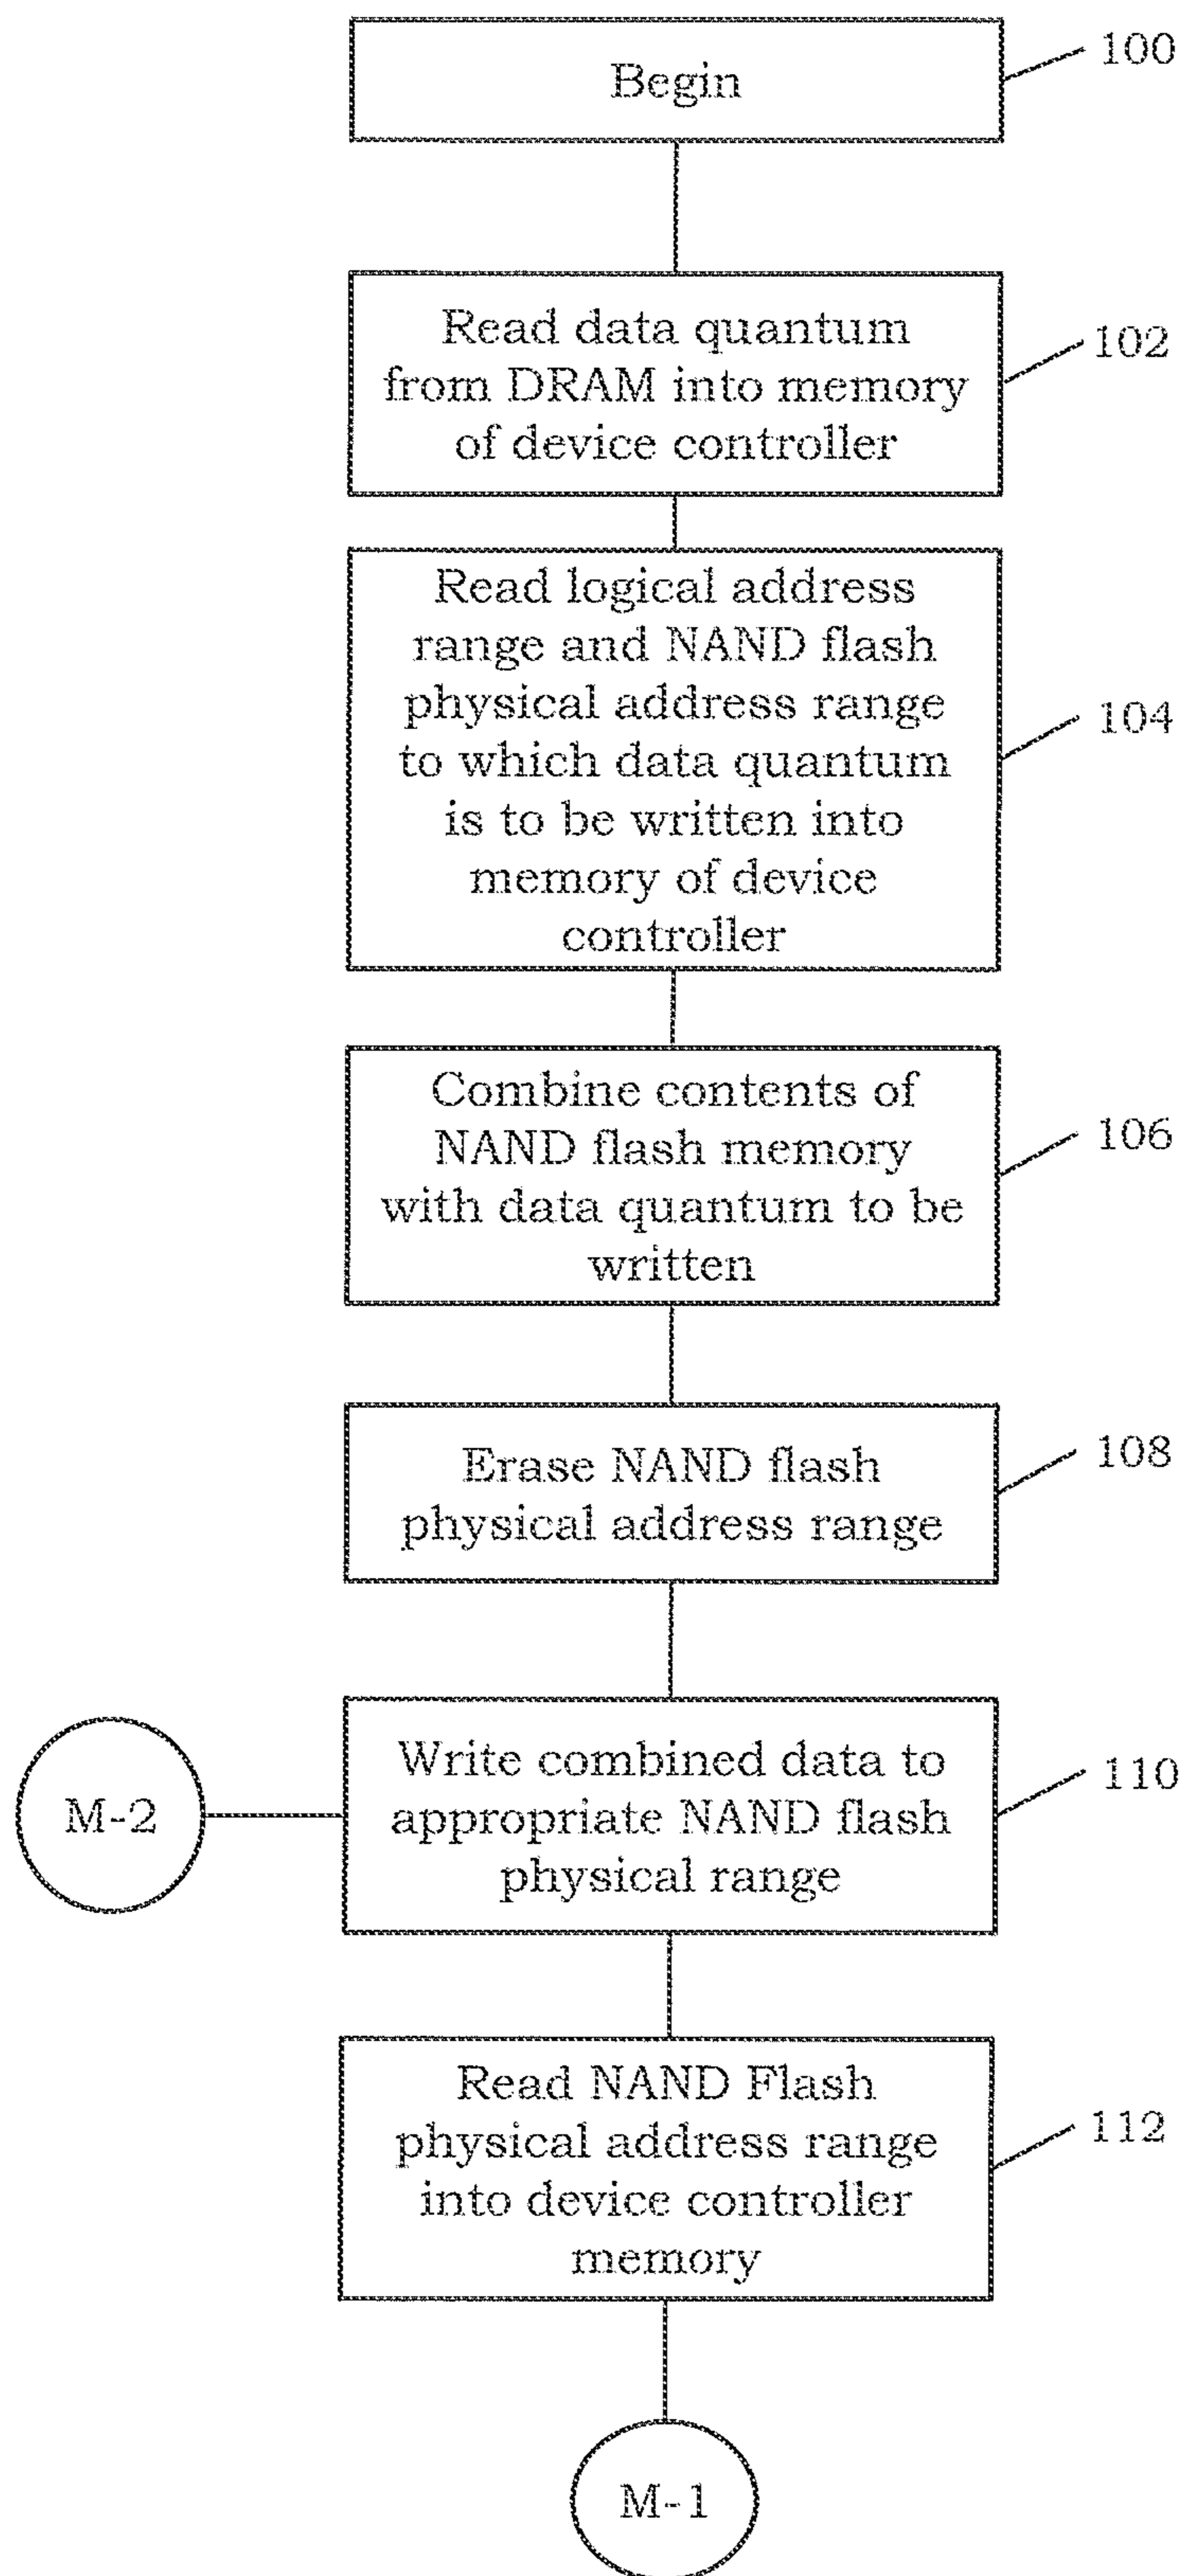 Begin
100
Read data quantum
from DRAM into memory
of device controller
102
Read logical address
range and NAND flash
physical address range
to which data quantum
is to be written into
memory of device
controller
104
Combine contents of
NAND flash memory
with data quantum to be
written
106
Erase NAND flash
physical address range
108
M-2
Write combined data to
appropriate NAND flash
physical range
110
Read NAND Flash
physical address range
into device controller
memory
112
M-1